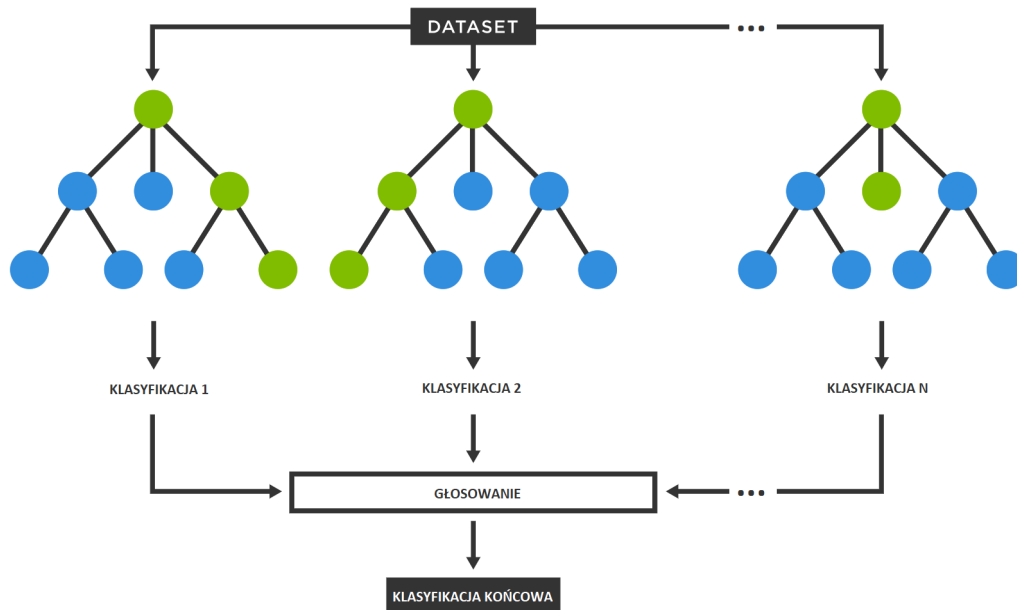 DATASET
...
KLASYFIKACJA 1
KLASYFIKACJA 2
KLASYFIKACJA N
GŁOSOWANIE
...
KLASYFIKACJA KOŃCOWA